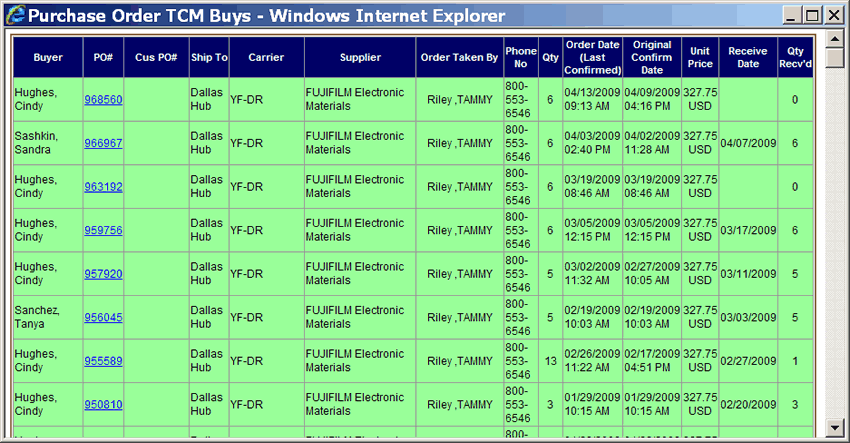 Purchase Order TCM Buys - Windows Internet Explorer
Buyer PO# Cus PO# Ship To Carrier Supplier Order Taken By Phone No Qty Order Date (Last Confirmed) Original Confirm Date Unit Price Receive Date Qty Recv'd
Hughes, Cindy 968560 Dallas Hub YF-DR FUJIFILM Electronic Materials Riley ,TAMMY 800-553-6546 6 04/13/2009 09:13 AM 04/09/2009 04:16 PM 327.75 USD 0
Sashkin, Sandra 966967 Dallas Hub YF-DR FUJIFILM Electronic Materials Riley ,TAMMY 800-553-6546 6 04/03/2009 02:40 PM 04/02/2009 11:28 AM 327.75 USD 04/07/2009 6
Hughes, Cindy 963192 Dallas Hub YF-DR FUJIFILM Electronic Materials Riley ,TAMMY 800-553-6546 6 03/19/2009 08:46 AM 03/19/2009 08:46 AM 327.75 USD 0
Hughes, Cindy 959756 Dallas Hub YF-DR FUJIFILM Electronic Materials Riley ,TAMMY 800-553-6546 6 03/05/2009 12:15 PM 03/05/2009 12:15 PM 327.75 USD 03/17/2009 6
Hughes, Cindy 957920 Dallas Hub YF-DR FUJIFILM Electronic Materials Riley ,TAMMY 800-553-6546 5 03/02/2009 11:32 AM 02/27/2009 10:05 AM 327.75 USD 03/11/2009 5
Sanchez, Tanya 956045 Dallas Hub YF-DR FUJIFILM Electronic Materials Riley ,TAMMY 800-553-6546 5 02/19/2009 10:03 AM 02/19/2009 10:03 AM 327.75 USD 03/03/2009 5
Hughes, Cindy 955589 Dallas Hub YF-DR FUJIFILM Electronic Materials Riley ,TAMMY 800-553-6546 13 02/26/2009 11:22 AM 02/17/2009 04:51 PM 327.75 USD 02/27/2009 1
Hughes, Cindy 950810 Dallas Hub YF-DR FUJIFILM Electronic Materials Riley ,TAMMY 800-553-6546 3 01/29/2009 10:15 AM 01/29/2009 10:15 AM 327.75 USD 02/20/2009 3
800-